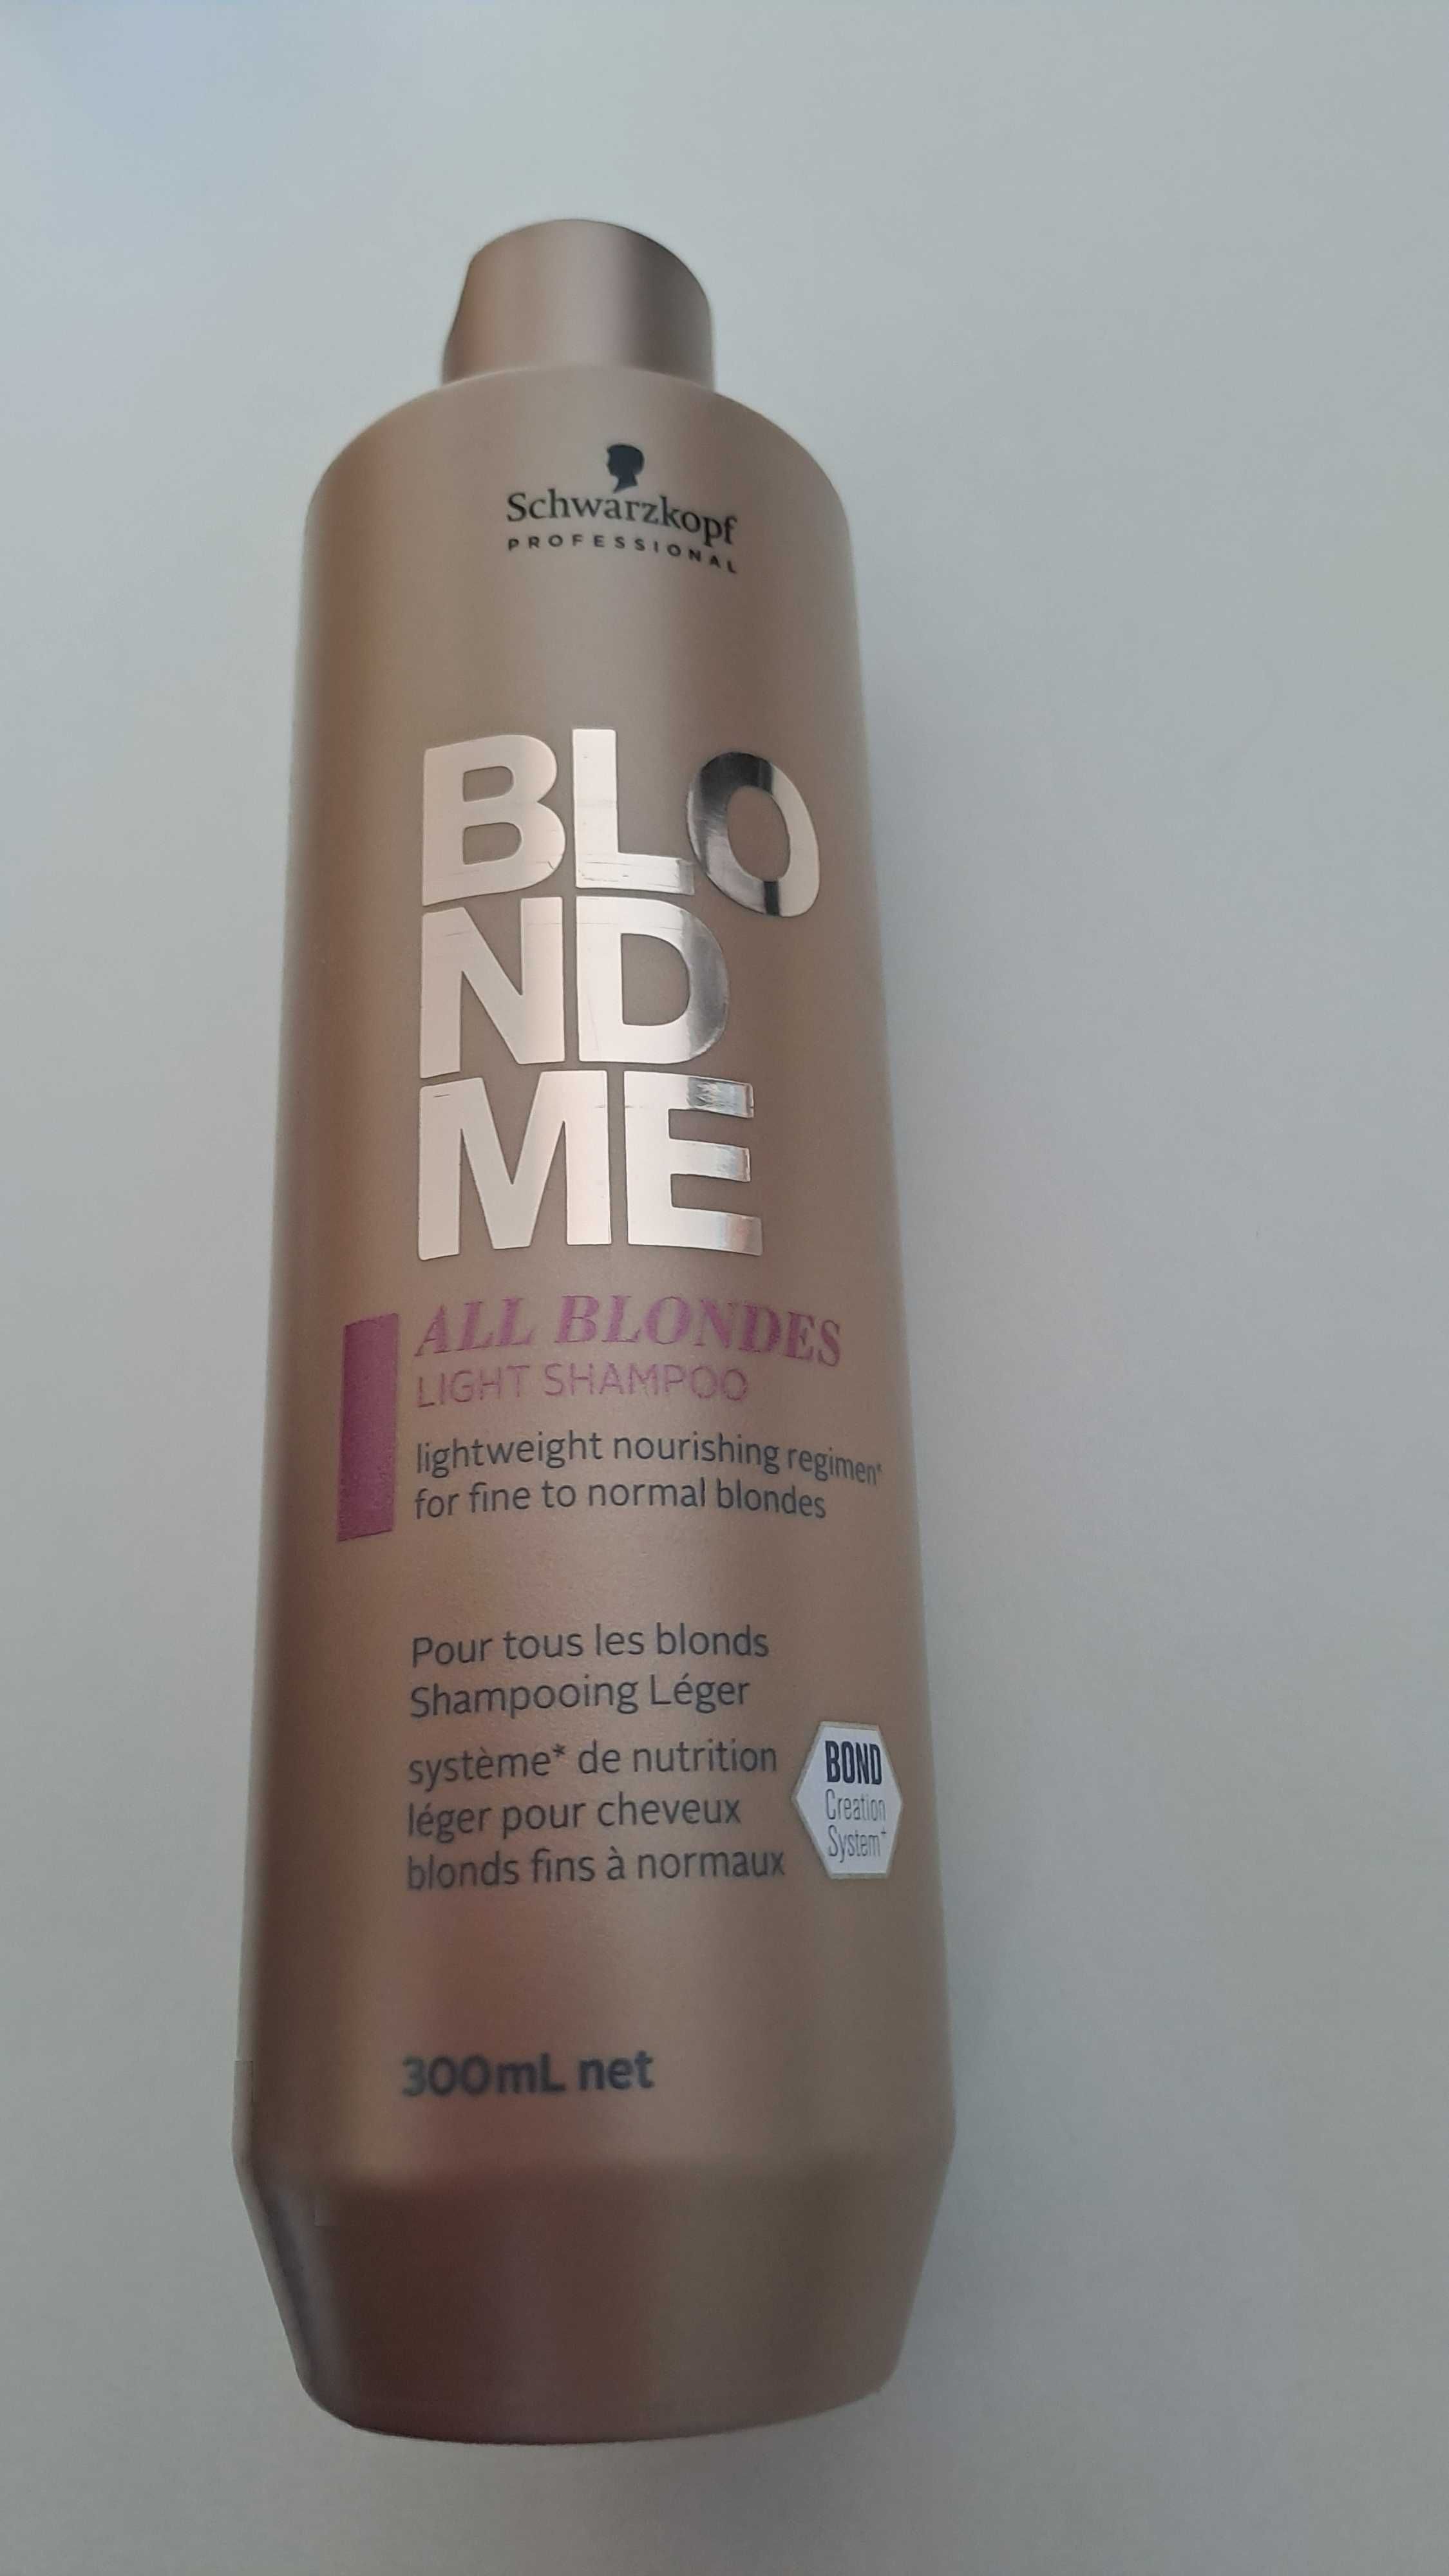 Schwarzkopf
PROFESSIONAL
BLO
ND
ME
ALL BLONDES
LIGHT SHAMPOO
lightweight nourishing regimen*
for fine to normal blondes
Pour tous les blonds
Shampooing Léger
système* de nutrition
léger pour cheveux
blonds fins à normaux
BOND
Creation
System+
300mL net